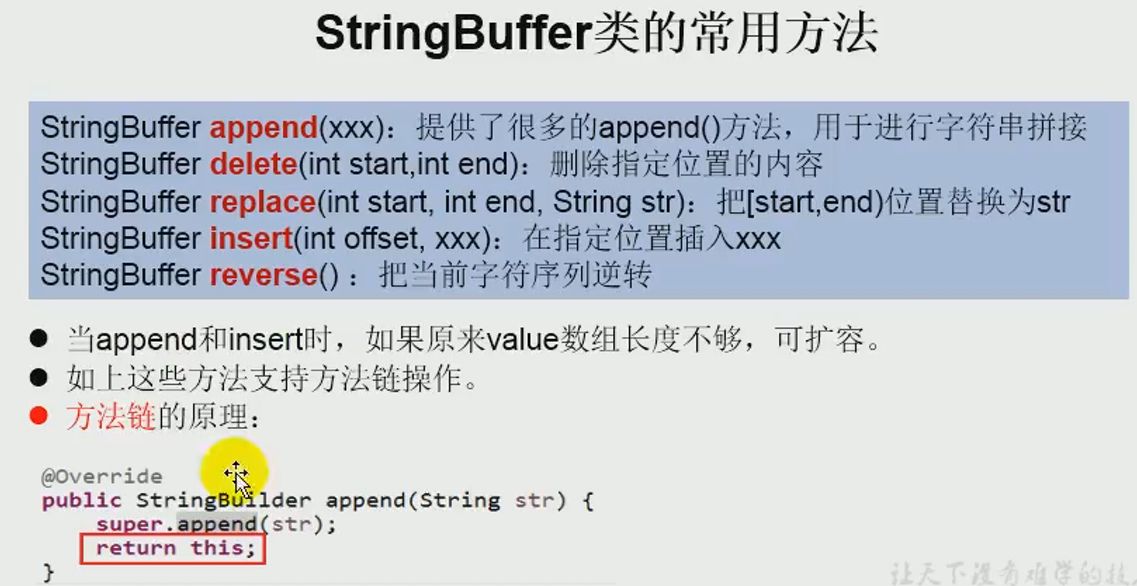 StringBuffer类的常用方法
StringBuffer append(xxx)：提供了很多的append()方法，用于进行字符串拼接
StringBuffer delete(int start,int end)：删除指定位置的内容
StringBuffer replace(int start, int end, String str)：把[start,end)位置替换为str
StringBuffer insert(int offset, xxx)：在指定位置插入xxx
StringBuffer reverse() ：把当前字符序列逆转
当append和insert时，如果原来value数组长度不够，可扩容。
如上这些方法支持方法链操作。
方法链的原理：
@Override
public StringBuilder append(String str) {
super.append(str);
return this;
}
让天下没有难学的技